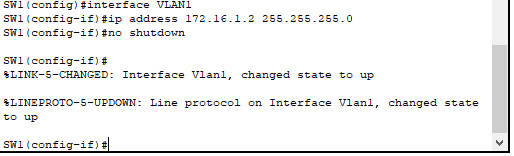 SW1(config)#interface VLAN1
SW1(config-if)#ip address 172.16.1.2 255.255.255.0
SW1(config-if)#no shutdown
SW1(config-if)#
%LINK-5-CHANGED: Interface Vlan1, changed state to up
%LINEPROTO-5-UPDOWN: Line protocol on Interface Vlan1, changed state
to up
SW1(config-if)#